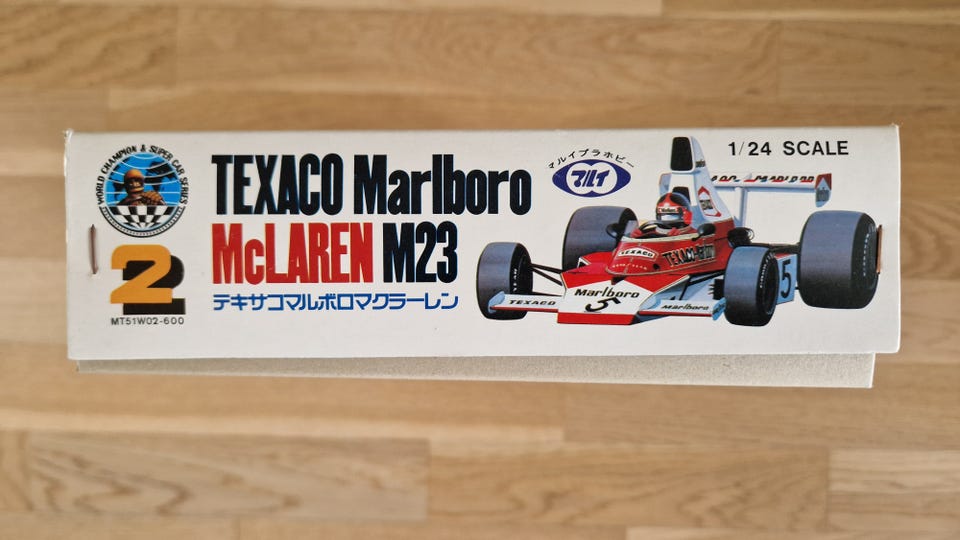 WORLD CHAMPION & SUPER CAR SERIES
2
MT51W02-600
TEXACO Marlboro
McLAREN M23
テキサコマルボロマクラーレン
マルイプラホビー
マルイ
1/24 SCALE
TEXACO
TEXACO
Marlboro
5
Marlboro
5